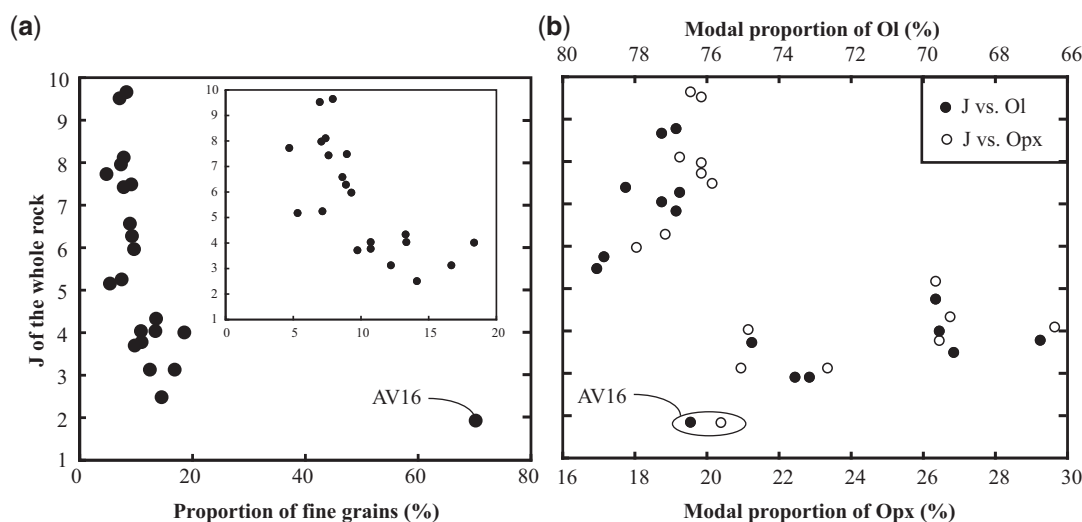 (a)
J of the whole rock
10
9
8
7
6
5
4
3
2
1
10
9
8
7
6
5
4
3
2
1
0
0 5 10 15 20
AV16
0 20 40 60 80
Proportion of fine grains (%)
(b)
Modal proportion of Ol (%)
80 78 76 74 72 70 68 66
J vs. Ol
J vs. Opx
AV16
16 18 20 22 24 26 28 30
Modal proportion of Opx (%)